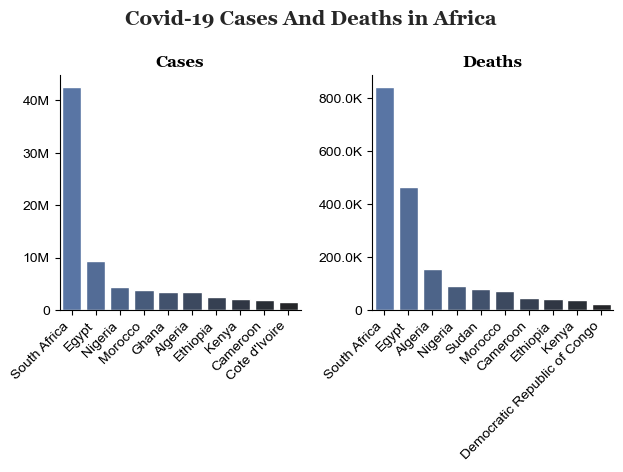 Covid-19 Cases And Deaths in Africa
Cases
40M
30M
20M
10M
0
South Africa
Egypt
Nigeria
Morocco
Ghana
Algeria
Ethiopia
Kenya
Cameroon
Cote d'Ivoire
Deaths
800.0K
600.0K
400.0K
200.0K
0
South Africa
Egypt
Algeria
Nigeria
Sudan
Morocco
Cameroon
Ethiopia
Kenya
Democratic Republic of Congo